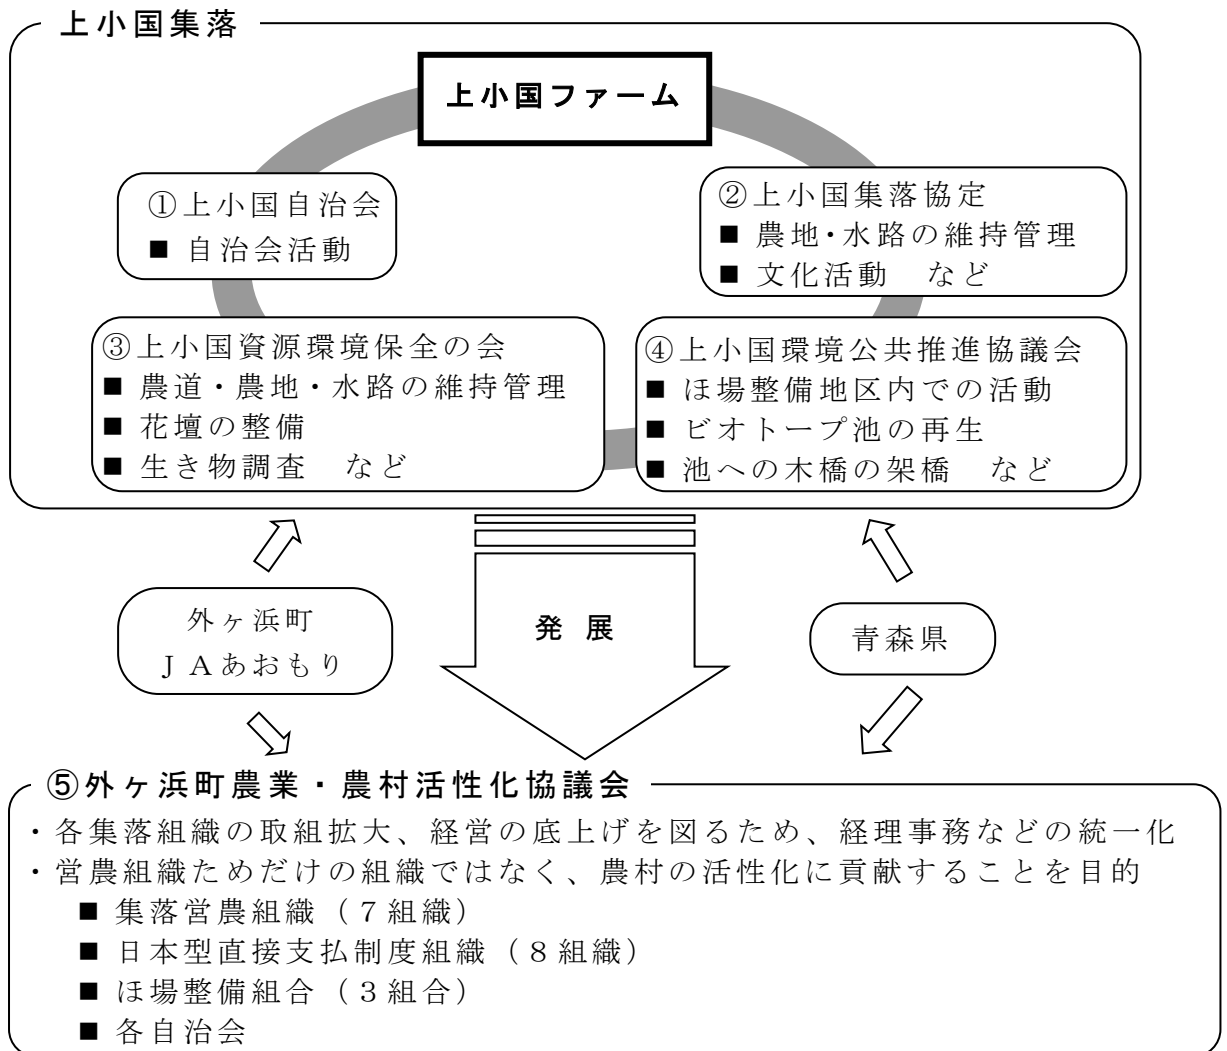 上小国集落
上小国ファーム
①上小国自治会
■ 自治会活動
②上小国集落協定
■ 農地・水路の維持管理
■ 文化活動　など
③上小国資源環境保全の会
■ 農道・農地・水路の維持管理
■ 花壇の整備
■ 生き物調査　など
④上小国環境公共推進協議会
■ ほ場整備地区内での活動
■ ビオトープ池の再生
■ 池への木橋の架橋　など
外ヶ浜町
ＪＡあおもり
発 展
青森県
⑤外ヶ浜町農業・農村活性化協議会
・各集落組織の取組拡大、経営の底上げを図るため、経理事務などの統一化
・営農組織ためだけの組織ではなく、農村の活性化に貢献することを目的
■ 集落営農組織（７組織）
■ 日本型直接支払制度組織（８組織）
■ ほ場整備組合（３組合）
■ 各自治会